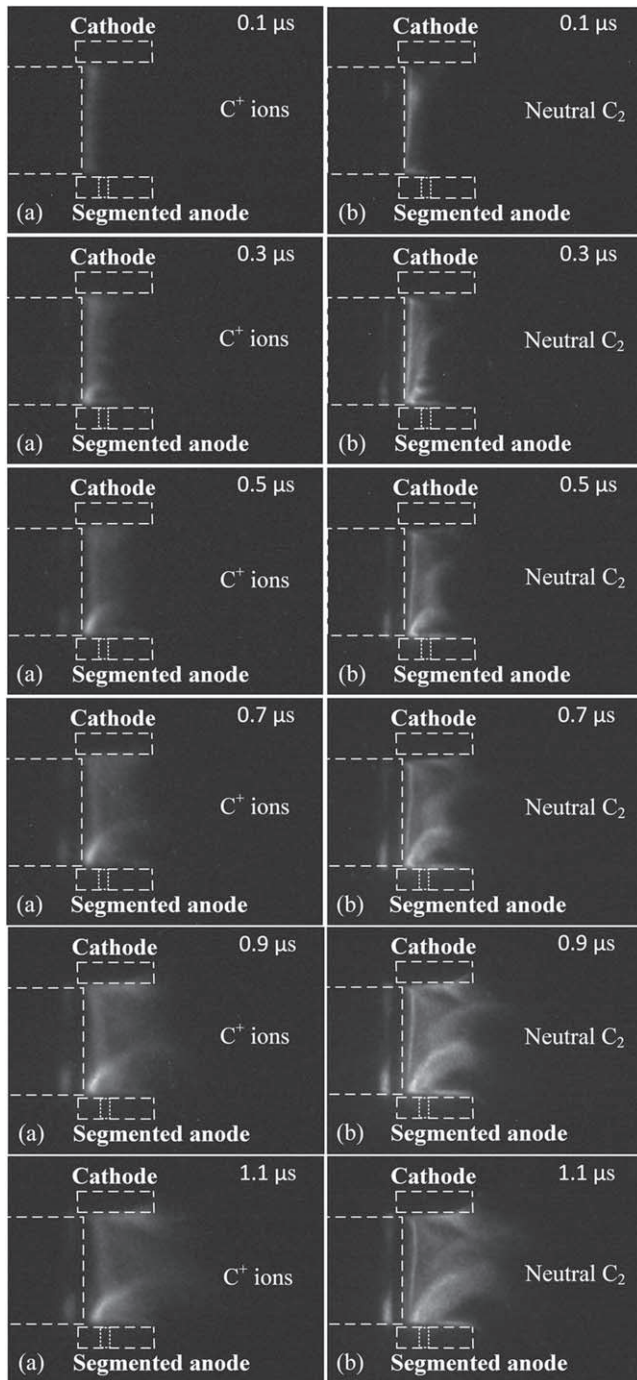 Cathode 0.1 μs
C⁺ ions
(a) Segmented anode
Cathode 0.1 μs
Neutral C₂
(b) Segmented anode
Cathode 0.3 μs
C⁺ ions
(a) Segmented anode
Cathode 0.3 μs
Neutral C₂
(b) Segmented anode
Cathode 0.5 μs
C⁺ ions
(a) Segmented anode
Cathode 0.5 μs
Neutral C₂
(b) Segmented anode
Cathode 0.7 μs
C⁺ ions
(a) Segmented anode
Cathode 0.7 μs
Neutral C₂
(b) Segmented anode
Cathode 0.9 μs
C⁺ ions
(a) Segmented anode
Cathode 0.9 μs
Neutral C₂
(b) Segmented anode
Cathode 1.1 μs
C⁺ ions
(a) Segmented anode
Cathode 1.1 μs
Neutral C₂
(b) Segmented anode